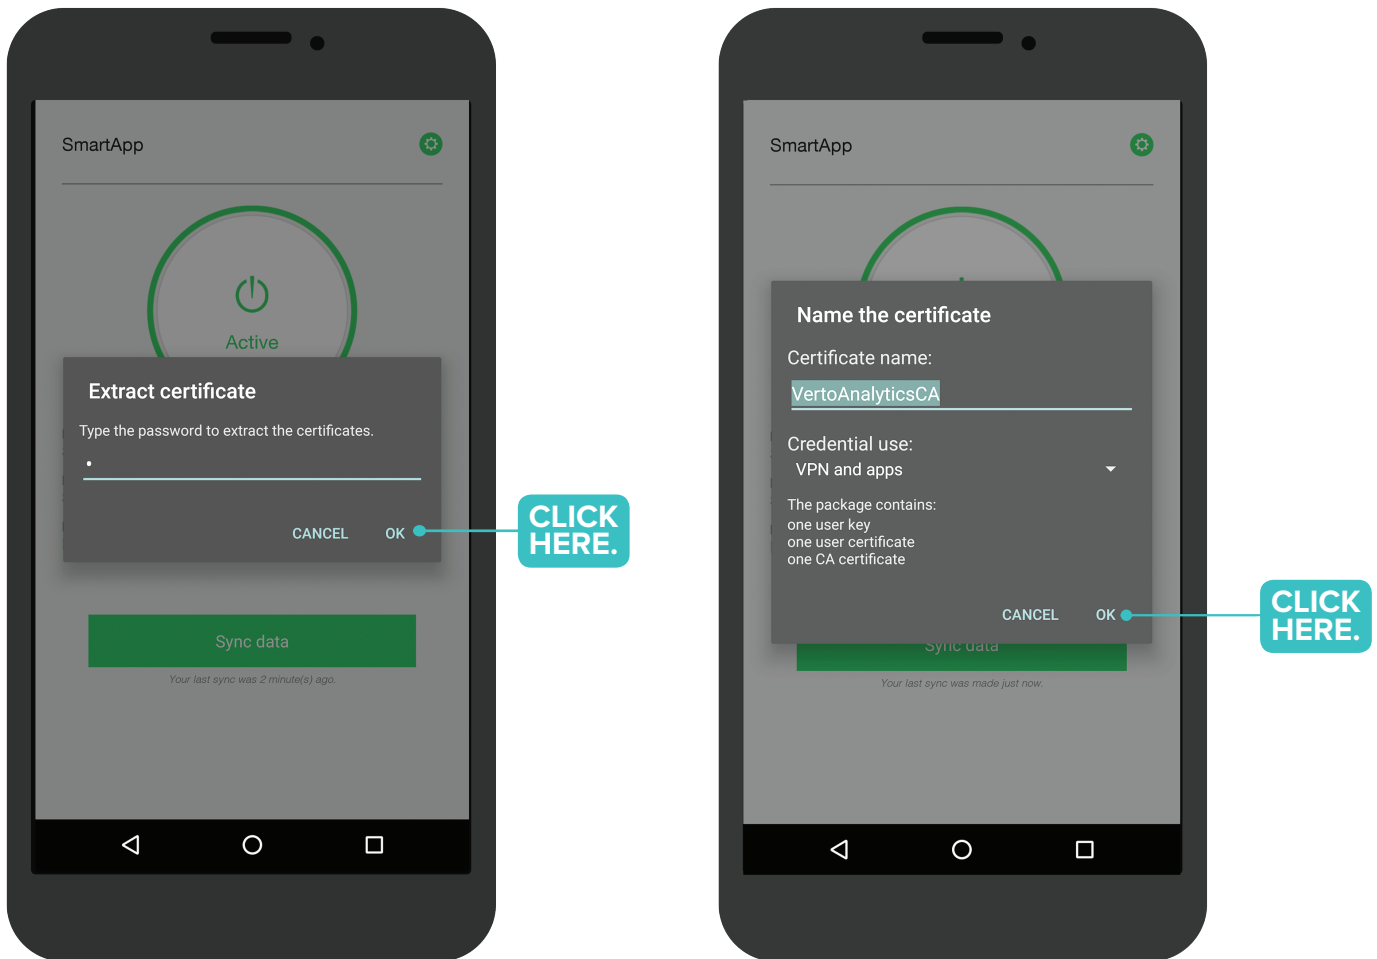 SmartApp
Active
Extract certificate
Type the password to extract the certificates.
•
CANCEL OK
CLICK
HERE.
Sync data
Your last sync was 2 minute(s) ago.
SmartApp
Name the certificate
Certificate name:
VertoAnalyticsCA
Credential use:
VPN and apps
The package contains:
one user key
one user certificate
one CA certificate
CANCEL OK
CLICK
HERE.
Sync data
Your last sync was made just now.